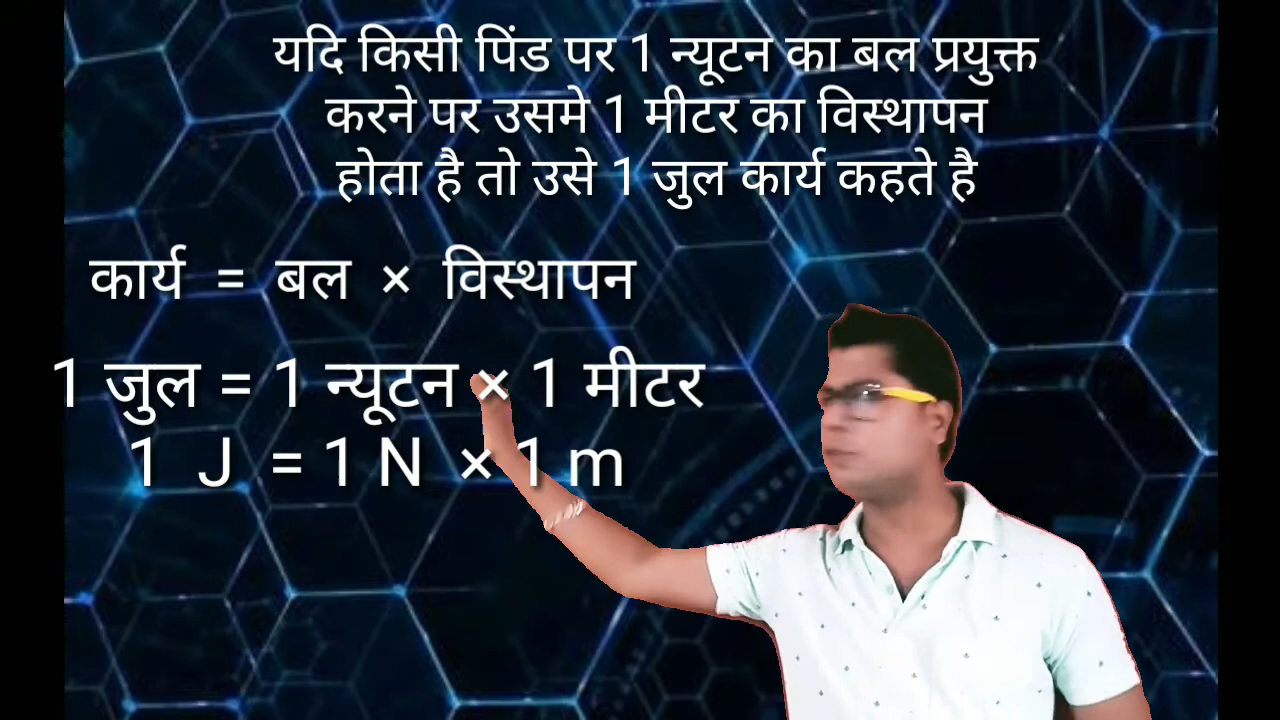 यदि किसी पिंड पर 1 न्यूटन का बल प्रयुक्त
करने पर उसमे 1 मीटर का विस्थापन
होता है तो उसे 1 जुल कार्य कहते है
कार्य = बल × विस्थापन
1 जुल = 1 न्यूटन × 1 मीटर
1 J = 1 N × 1 m